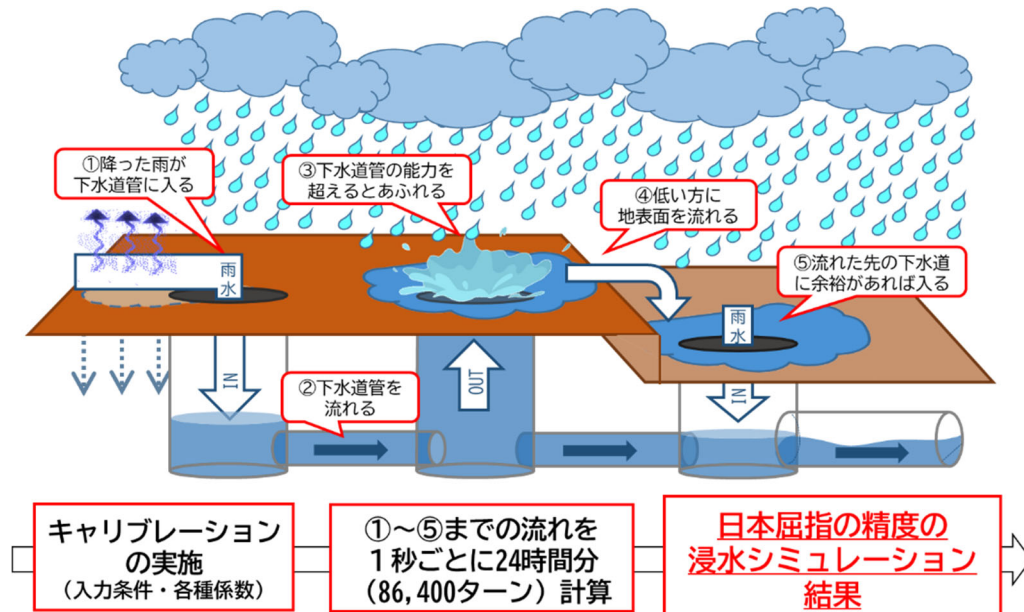 ①降った雨が
下水道管に入る
③下水道管の能力を
超えるとあふれる
④低い方に
地表面を流れる
⑤流れた先の下水道
に余裕があれば入る
雨水
雨水
IN
②下水道管を
流れる
OUT
IN
キャリブレーション
の実施
(入力条件・各種係数)
①～⑤までの流れを
1秒ごとに24時間分
(86,400ターン)計算
日本屈指の精度の
浸水シミュレーション
結果